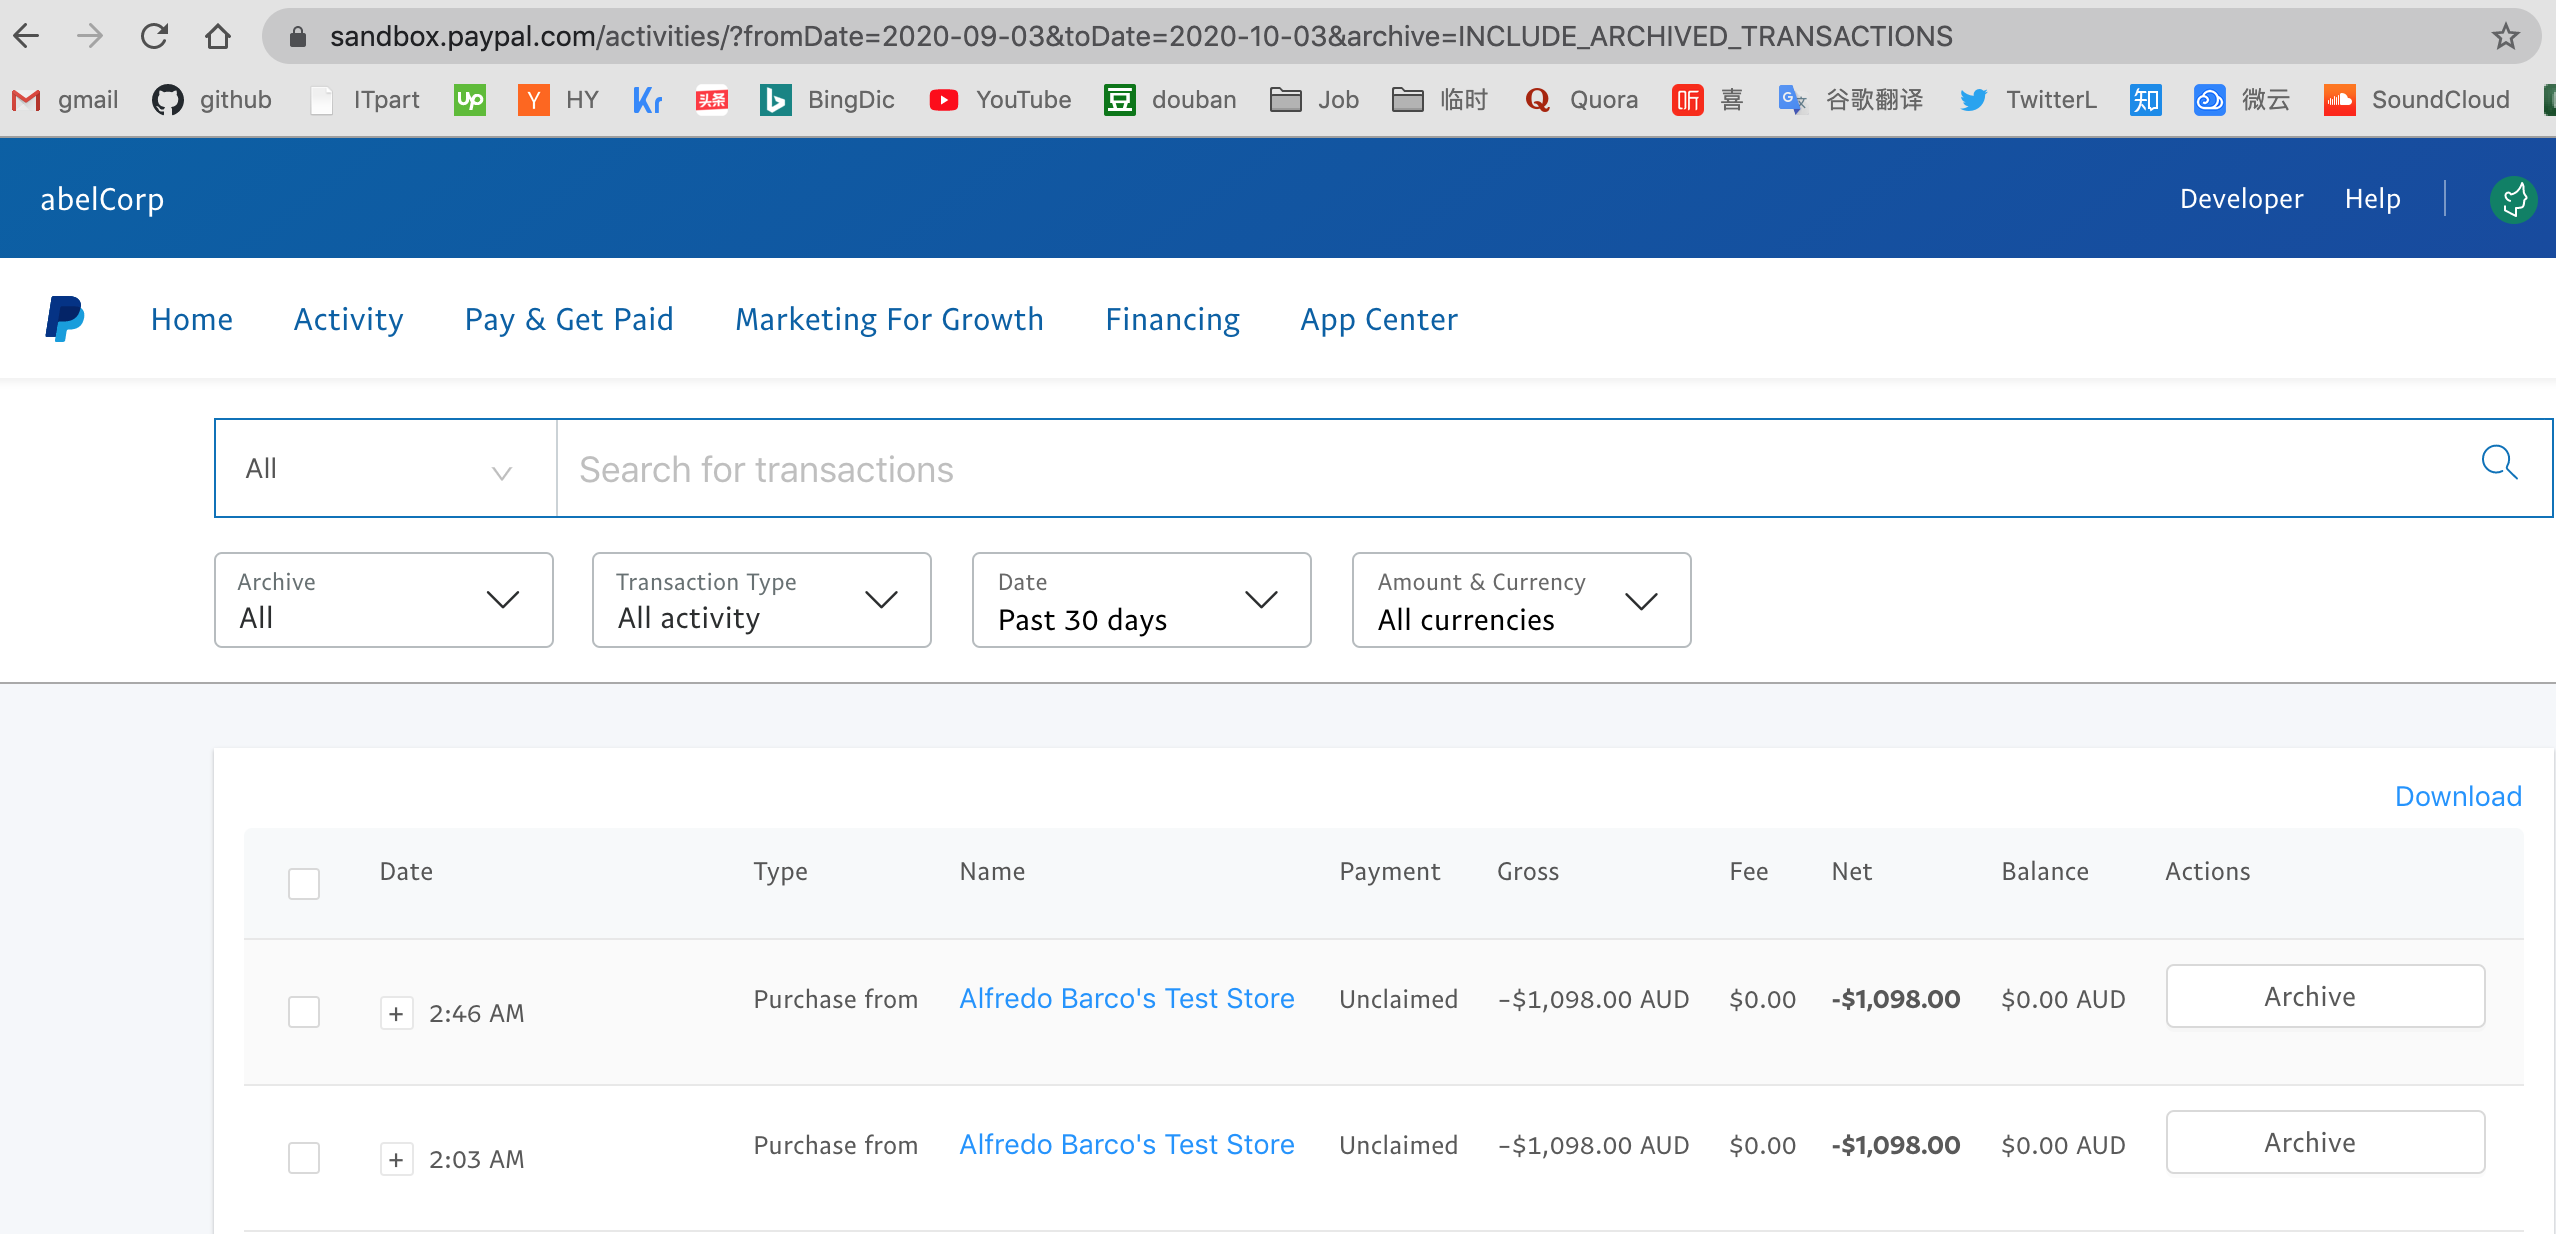 sandbox.paypal.com/activities/?fromDate=2020-09-03&toDate=2020-10-03&archive=INCLUDE_ARCHIVED_TRANSACTIONS
gmail github ITpart Up Y HY Kr 头条 BingDic YouTube 豆 douban Job 临时 Q Quora 听 喜 谷歌翻译 TwitterL 知 微云 SoundCloud
abelCorp Developer Help
Home Activity Pay & Get Paid Marketing For Growth Financing App Center
All Search for transactions
Archive Transaction Type Date Amount & Currency
All All activity Past 30 days All currencies
Download
Date Type Name Payment Gross Fee Net Balance Actions
+ 2:46 AM Purchase from Alfredo Barco's Test Store Unclaimed -$1,098.00 AUD $0.00 -$1,098.00 $0.00 AUD Archive
+ 2:03 AM Purchase from Alfredo Barco's Test Store Unclaimed -$1,098.00 AUD $0.00 -$1,098.00 $0.00 AUD Archive